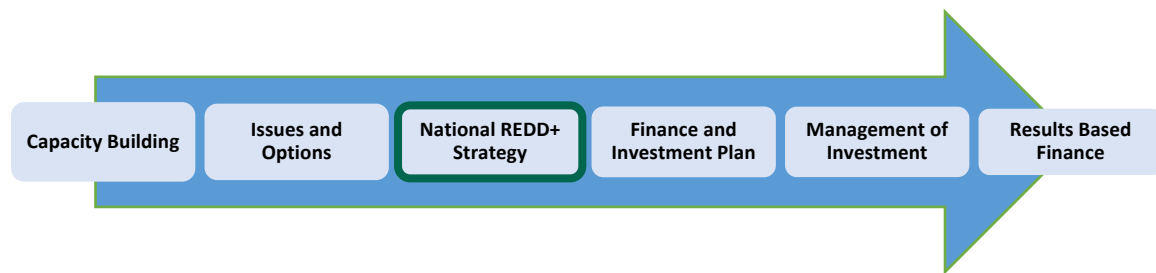 Capacity Building
Issues and
Options
National REDD+
Strategy
Finance and
Investment Plan
Management of
Investment
Results Based
Finance